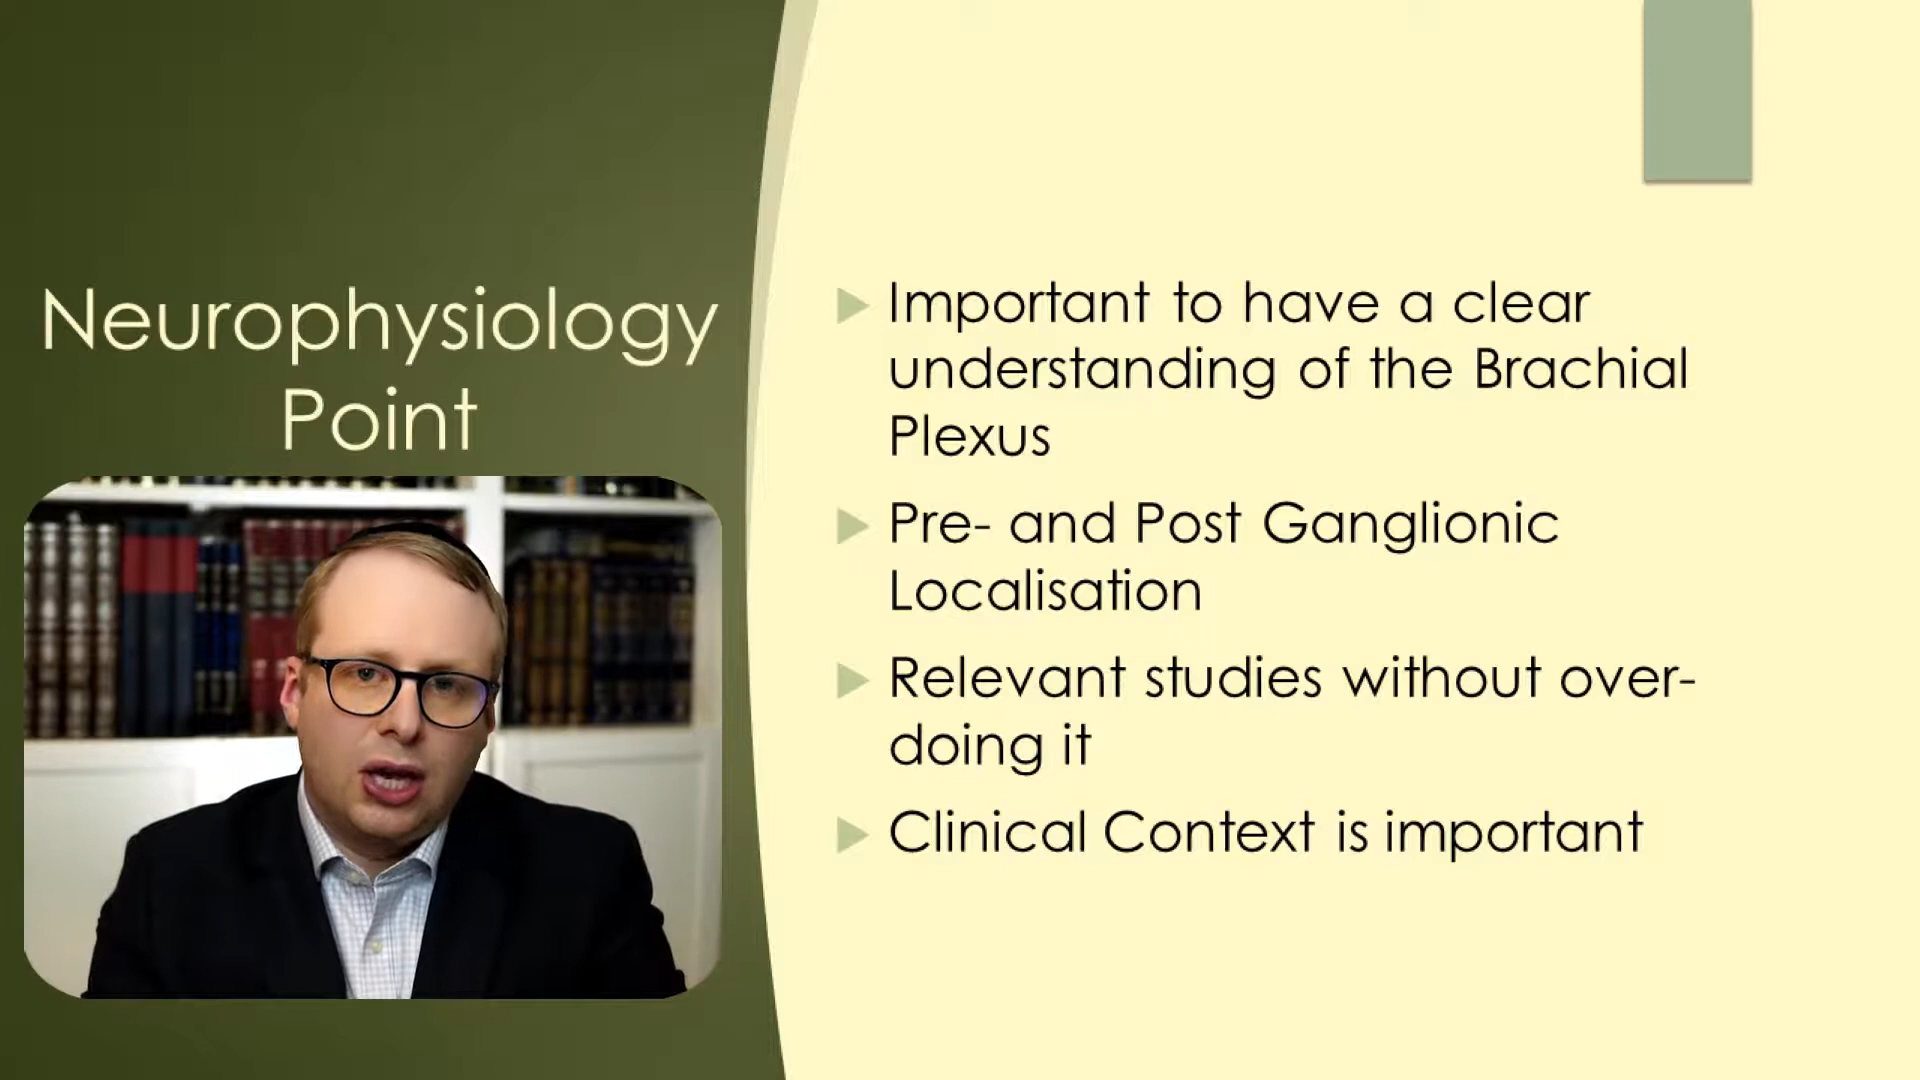 Neurophysiology
Point
Important to have a clear
understanding of the Brachial
Plexus
Pre- and Post Ganglionic
Localisation
Relevant studies without over-
doing it
Clinical Context is important